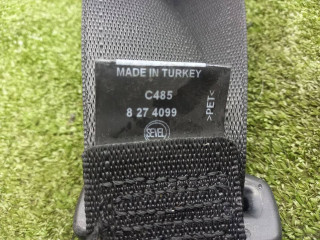 MADE IN TURKEY
C485
8 27 4099
SEVEL
>PET<